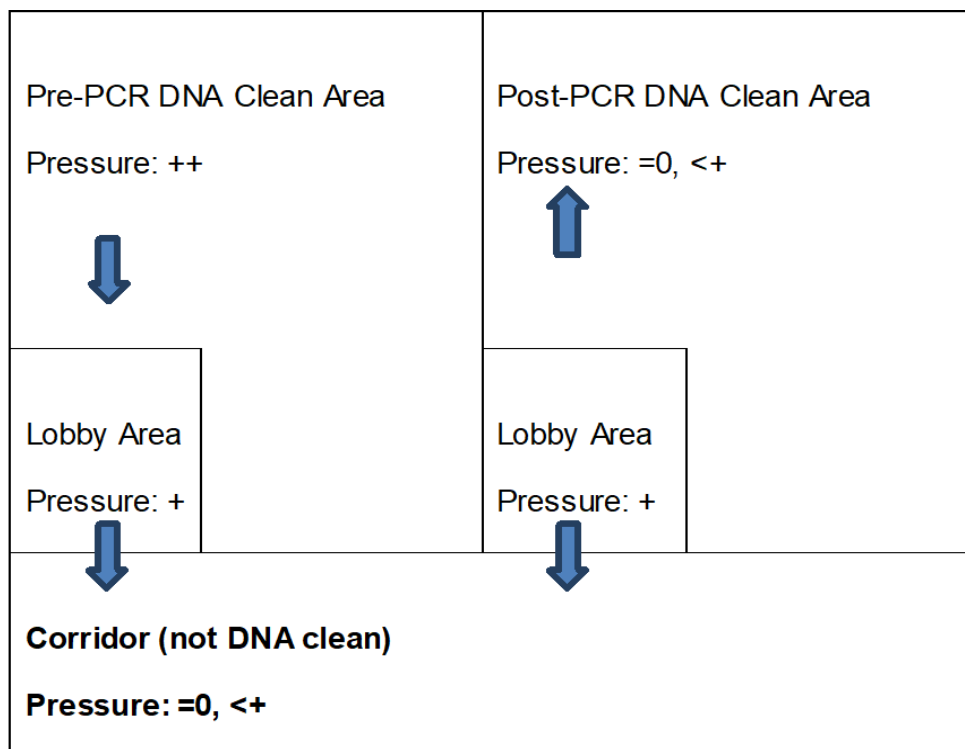 Pre-PCR DNA Clean Area
Pressure: ++
Post-PCR DNA Clean Area
Pressure: =0, <+
Lobby Area
Pressure: +
Lobby Area
Pressure: +
Corridor (not DNA clean)
Pressure: =0, <+